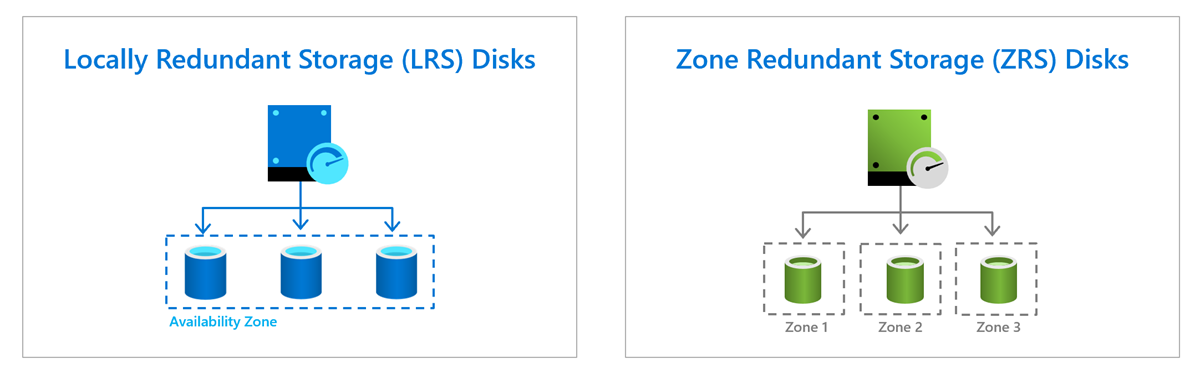 Locally Redundant Storage (LRS) Disks
Availability Zone
Zone Redundant Storage (ZRS) Disks
Zone 1
Zone 2
Zone 3